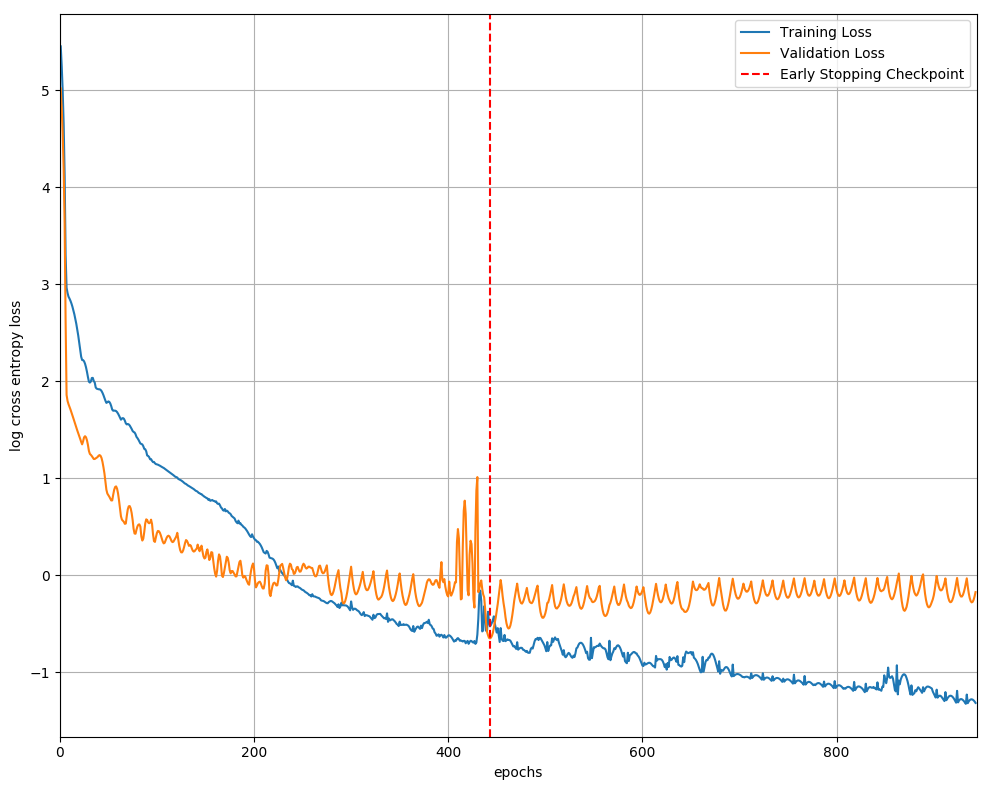 Training Loss
Validation Loss
Early Stopping Checkpoint
log cross entropy loss
5
4
3
2
1
0
−1
0 200 400 600 800
epochs